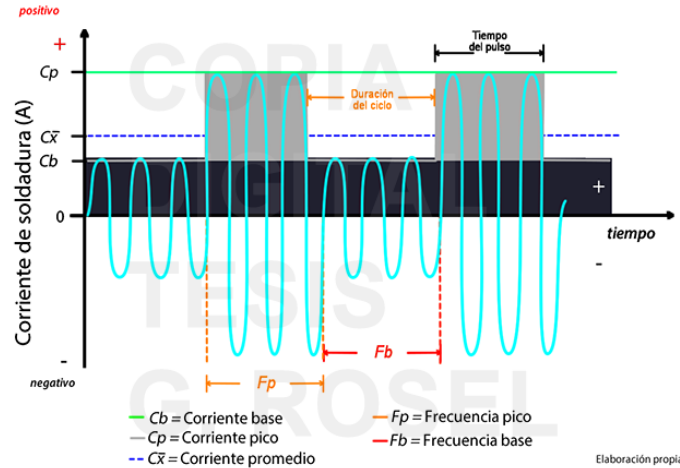 positivo
+
Tiempo
del pulso
Cp
Duración
del ciclo
Cx̅
Cb
+
0
tiempo
-
Corriente de soldadura (A)
Fb
-
negativo
Fp
Cb = Corriente base
Fp = Frecuencia pico
Cp = Corriente pico
Fb = Frecuencia base
Cx̅ = Corriente promedio
Elaboración propia
COPIA
DIGITAL
TESIS
G. ROSEL